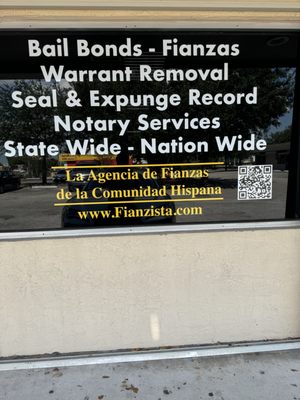 Bail Bonds - Fianzas
Warrant Removal
Seal & Expunge Record
Notary Services
State Wide - Nation Wide
La Agencia de Fianzas
de la Comunidad Hispana
www.Fianzista.com